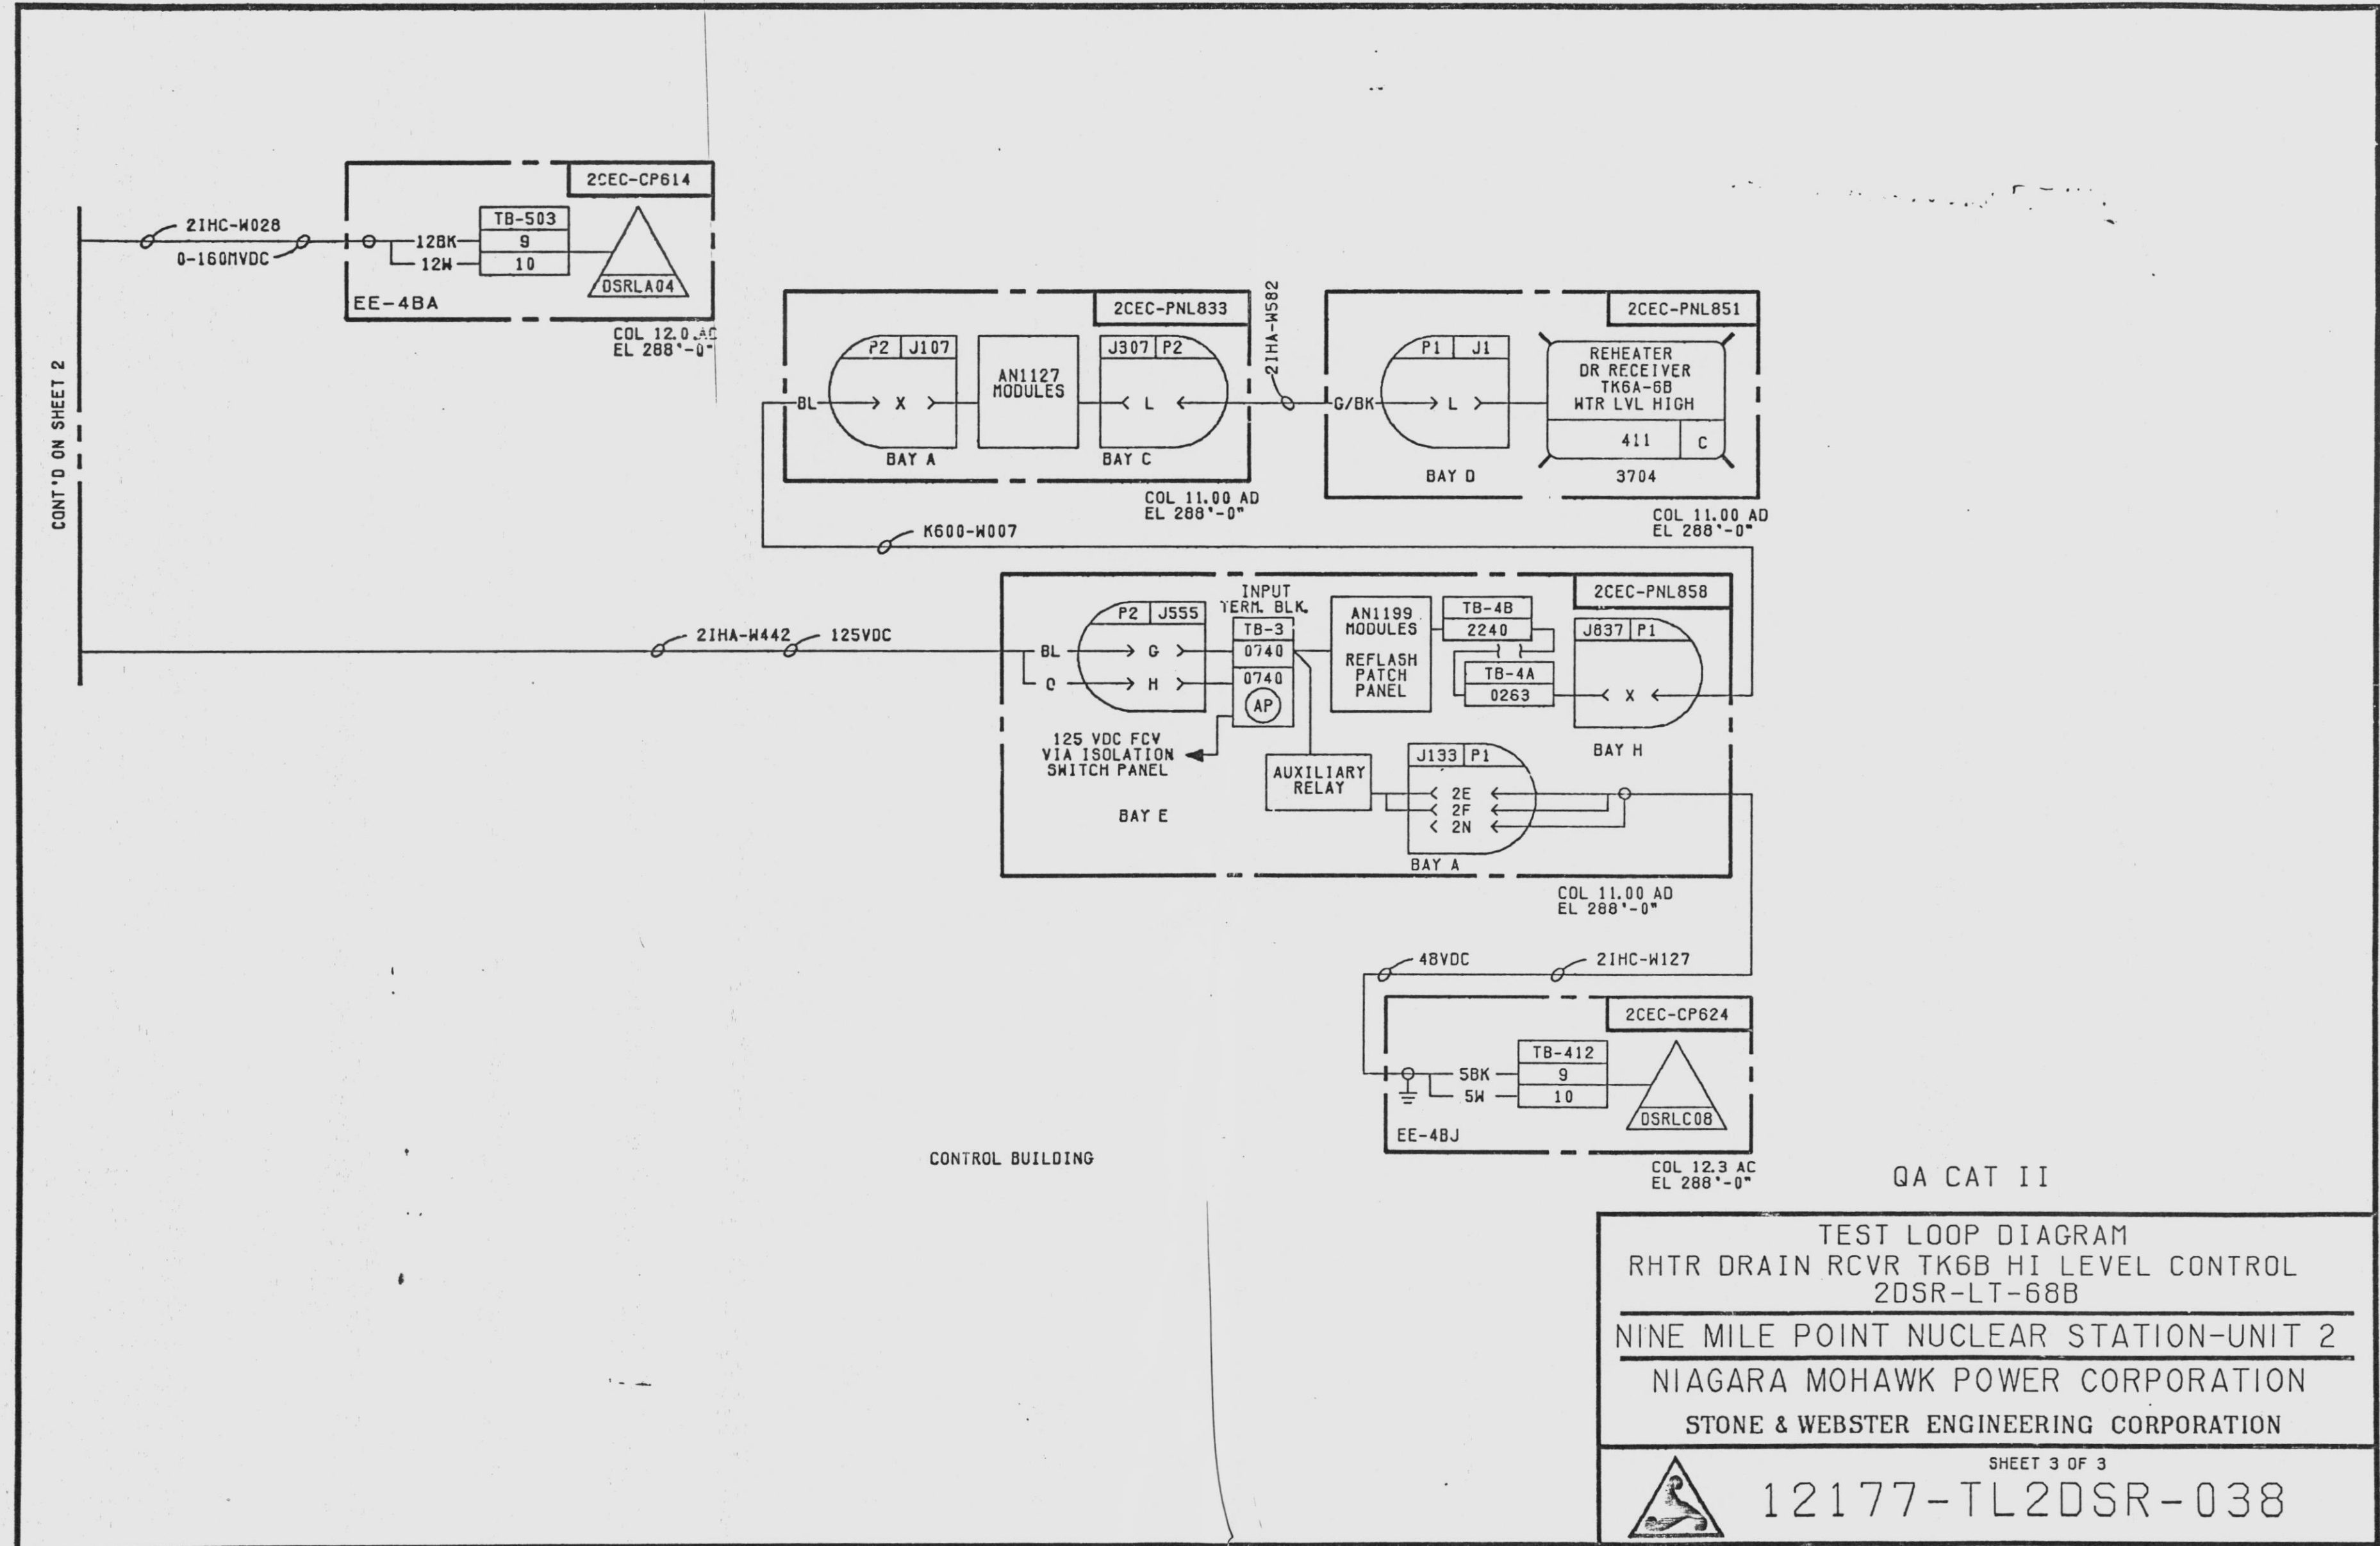 CONT'D ON SHEET 2
2IHC-W028
0-160MVDC
2CEC-CP614
TB-503
12BK
9
12W
10
DSRLA04
EE-4BA
COL 12.0 AC
EL 288'-0"
2CEC-PNL833
P2 J107
BL
X
AN1127
MODULES
J307 P2
L
BAY A
BAY C
COL 11.00 AD
EL 288'-0"
2IHA-W582
2CEC-PNL851
G/BK
P1 J1
L
BAY D
REHEATER
DR RECEIVER
TK6A-6B
WTR LVL HIGH
411 C
3704
COL 11.00 AD
EL 288'-0"
K600-W007
2CEC-PNL858
2IHA-W442
125VDC
BL
O
P2 J555
G
H
INPUT
TERM. BLK.
TB-3
0740
0740
AP
AN1199
MODULES
REFLASH
PATCH
PANEL
TB-4B
2240
TB-4A
0263
J837 P1
X
BAY H
125 VDC FCV
VIA ISOLATION
SWITCH PANEL
BAY E
AUXILIARY
RELAY
J133 P1
2E
2F
2N
BAY A
COL 11.00 AD
EL 288'-0"
48VDC
2IHC-W127
2CEC-CP624
TB-412
5BK
9
5W
10
DSRLC08
EE-4BJ
COL 12.3 AC
EL 288'-0"
CONTROL BUILDING
QA CAT II
TEST LOOP DIAGRAM
RHTR DRAIN RCVR TK6B HI LEVEL CONTROL
2DSR-LT-68B
NINE MILE POINT NUCLEAR STATION-UNIT 2
NIAGARA MOHAWK POWER CORPORATION
STONE & WEBSTER ENGINEERING CORPORATION
SHEET 3 OF 3
12177-TL2DSR-038